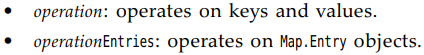 • operation: operates on keys and values.
• operationEntries: operates on Map.Entry objects.